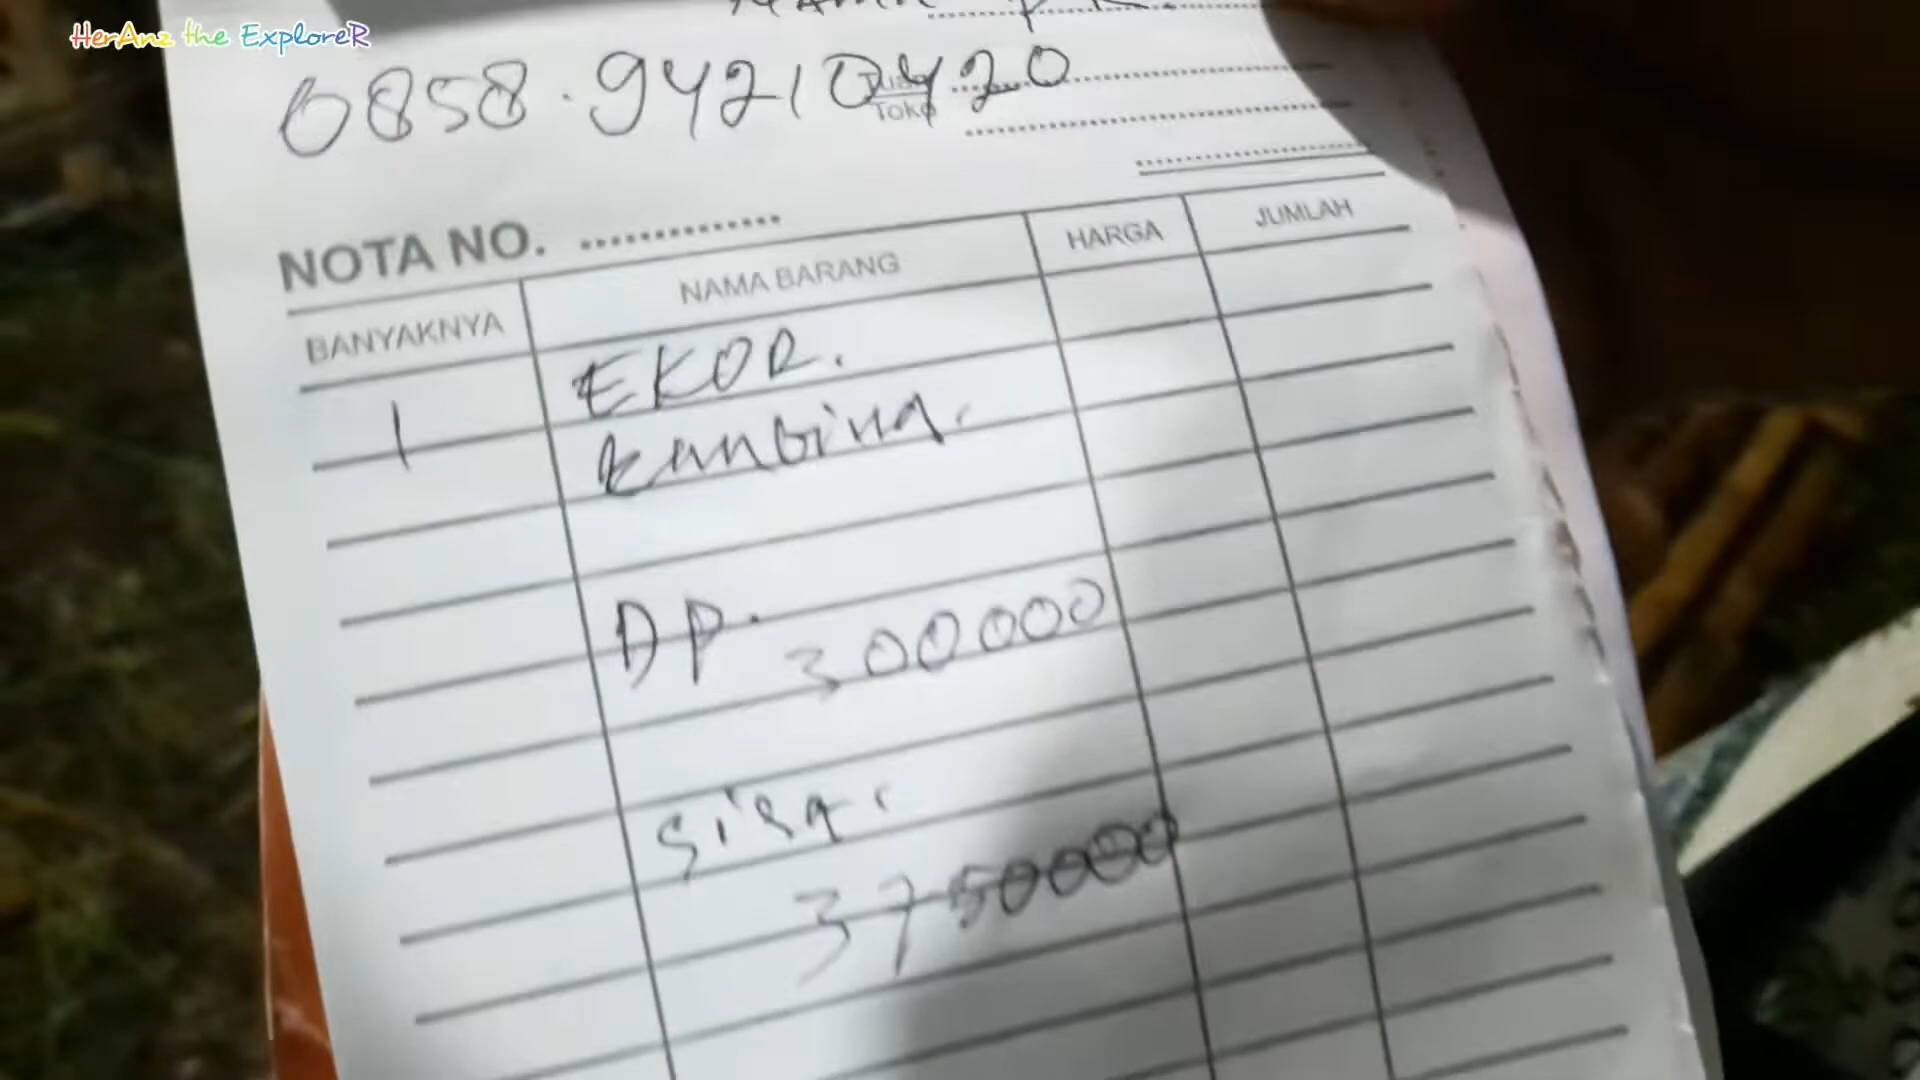 HerAnz the ExploreR
0858.94210420
Toko
NOTA NO. ..............
BANYAKNYA NAMA BARANG HARGA JUMLAH
1 EKOR.
kambing.
DP. 300000
sisa.
3750000